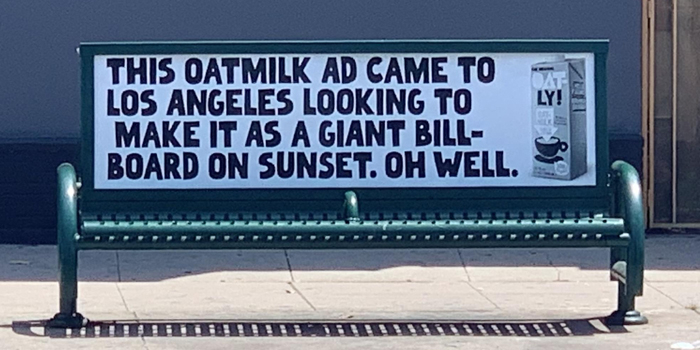 THIS OATMILK AD CAME TO
LOS ANGELES LOOKING TO
MAKE IT AS A GIANT BILL-
BOARD ON SUNSET. OH WELL.
OAT-
LY!